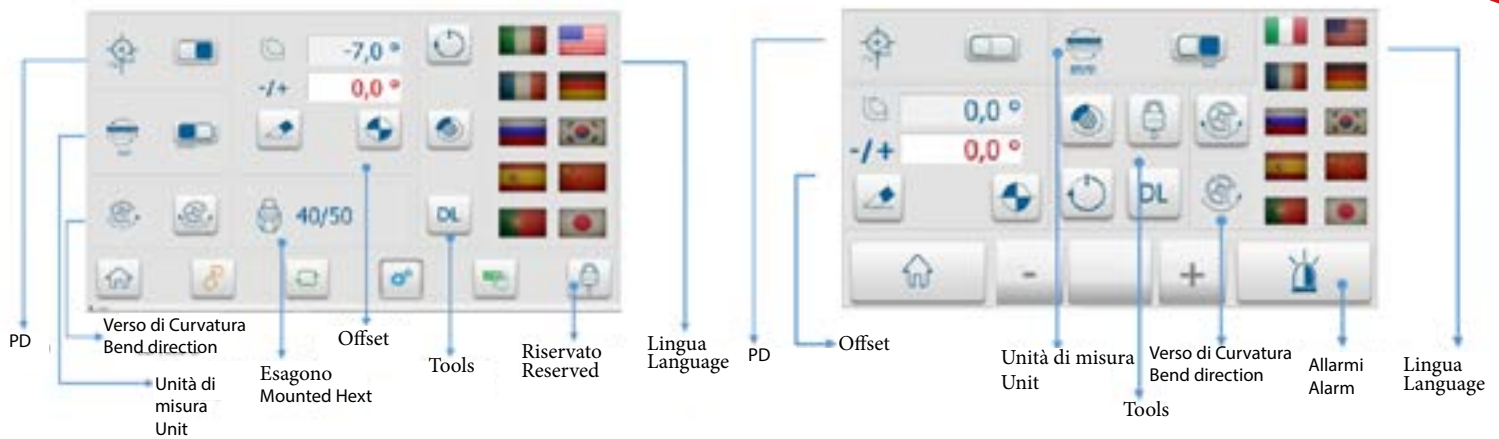 -7,0 °
-/+ 0,0 °
40/50
DL
PD
Verso di Curvatura
Bend direction
Unità di
misura
Unit
Esagono
Mounted Hext
Offset
Tools
Riservato
Reserved
Lingua
Language
0,0 °
-/+ 0,0 °
DL
- +
PD
Offset
Unità di misura
Unit
Tools
Verso di Curvatura
Bend direction
Allarmi
Alarm
Lingua
Language